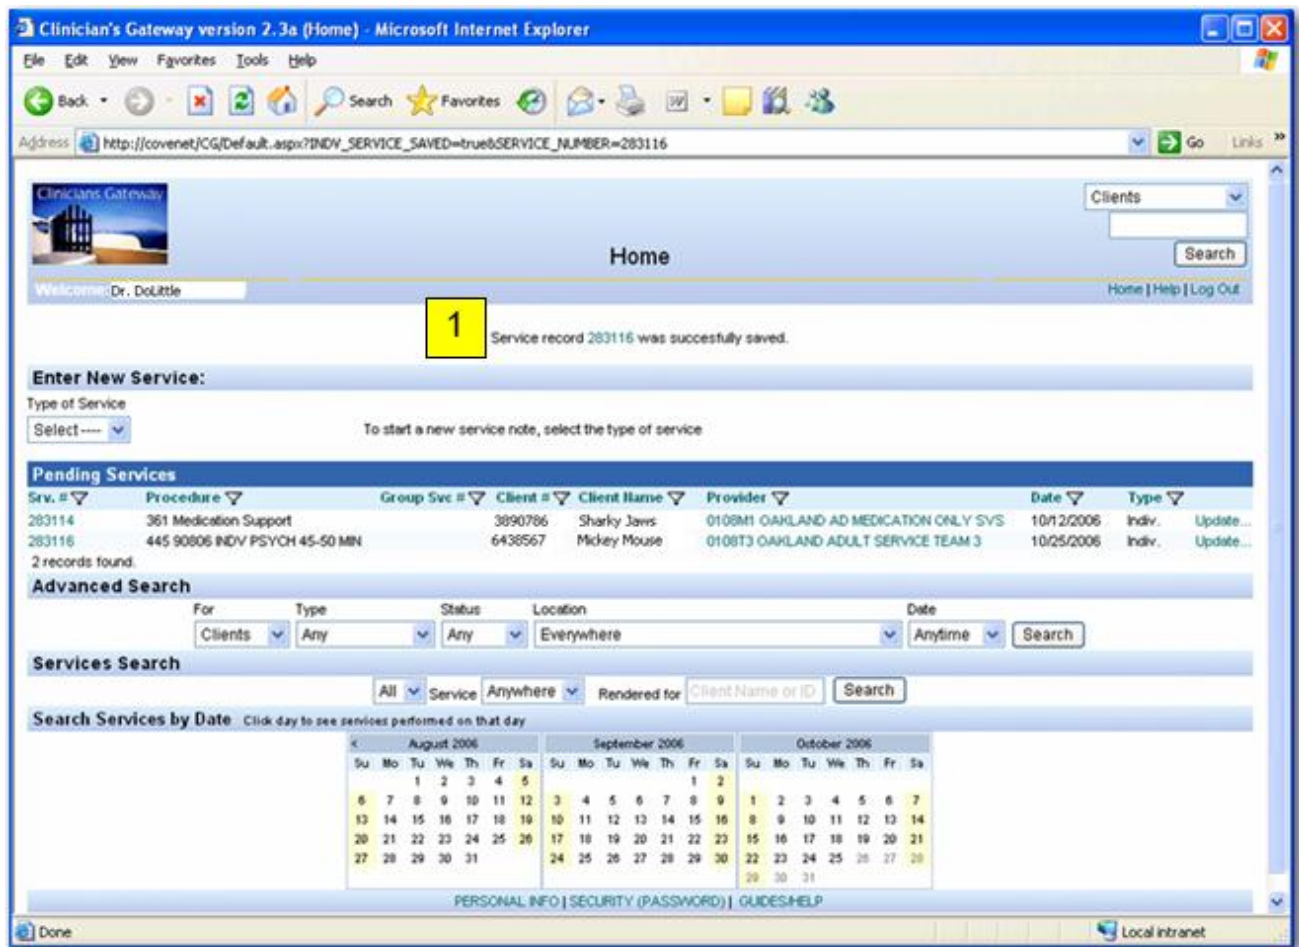 Clinician's Gateway version 2.3a (Home) - Microsoft Internet Explorer
File Edit View Favorites Tools Help
Back Search Favorites
Address http://covenet/CG/Default.aspx?INDV_SERVICE_SAVED=true&SERVICE_NUMBER=283116 Go Links »
Clinicians Gateway
Clients
Home
Search
Welcome: Dr. DoLittle
Home | Help | Log Out
1
Service record 283116 was succesfully saved.
Enter New Service:
Type of Service
Select---- To start a new service note, select the type of service
Pending Services
Srv. # Procedure Group Svc # Client # Client Name Provider Date Type
283114 361 Medication Support 3890786 Sharky Jaws 0108M1 OAKLAND AD MEDICATION ONLY SVS 10/12/2006 Indiv. Update...
283116 445 90806 INDV PSYCH 45-50 MIN 6438567 Mickey Mouse 0108T3 OAKLAND ADULT SERVICE TEAM 3 10/25/2006 Indiv. Update...
2 records found.
Advanced Search
For Type Status Location Date
Clients Any Any Everywhere Anytime Search
Services Search
All Service Anywhere Rendered for Client Name or ID Search
Search Services by Date Click day to see services performed on that day
< August 2006 September 2006 October 2006
Su Mo Tu We Th Fr Sa Su Mo Tu We Th Fr Sa Su Mo Tu We Th Fr Sa
1 2 3 4 5 1 2
6 7 8 9 10 11 12 3 4 5 6 7 8 9 1 2 3 4 5 6 7
13 14 15 16 17 18 19 10 11 12 13 14 15 16 8 9 10 11 12 13 14
20 21 22 23 24 25 26 17 18 19 20 21 22 23 15 16 17 18 19 20 21
27 28 29 30 31 24 25 26 27 28 29 30 22 23 24 25 26 27 28
29 30 31
PERSONAL INFO | SECURITY (PASSWORD) | GUIDES/HELP
Done Local intranet